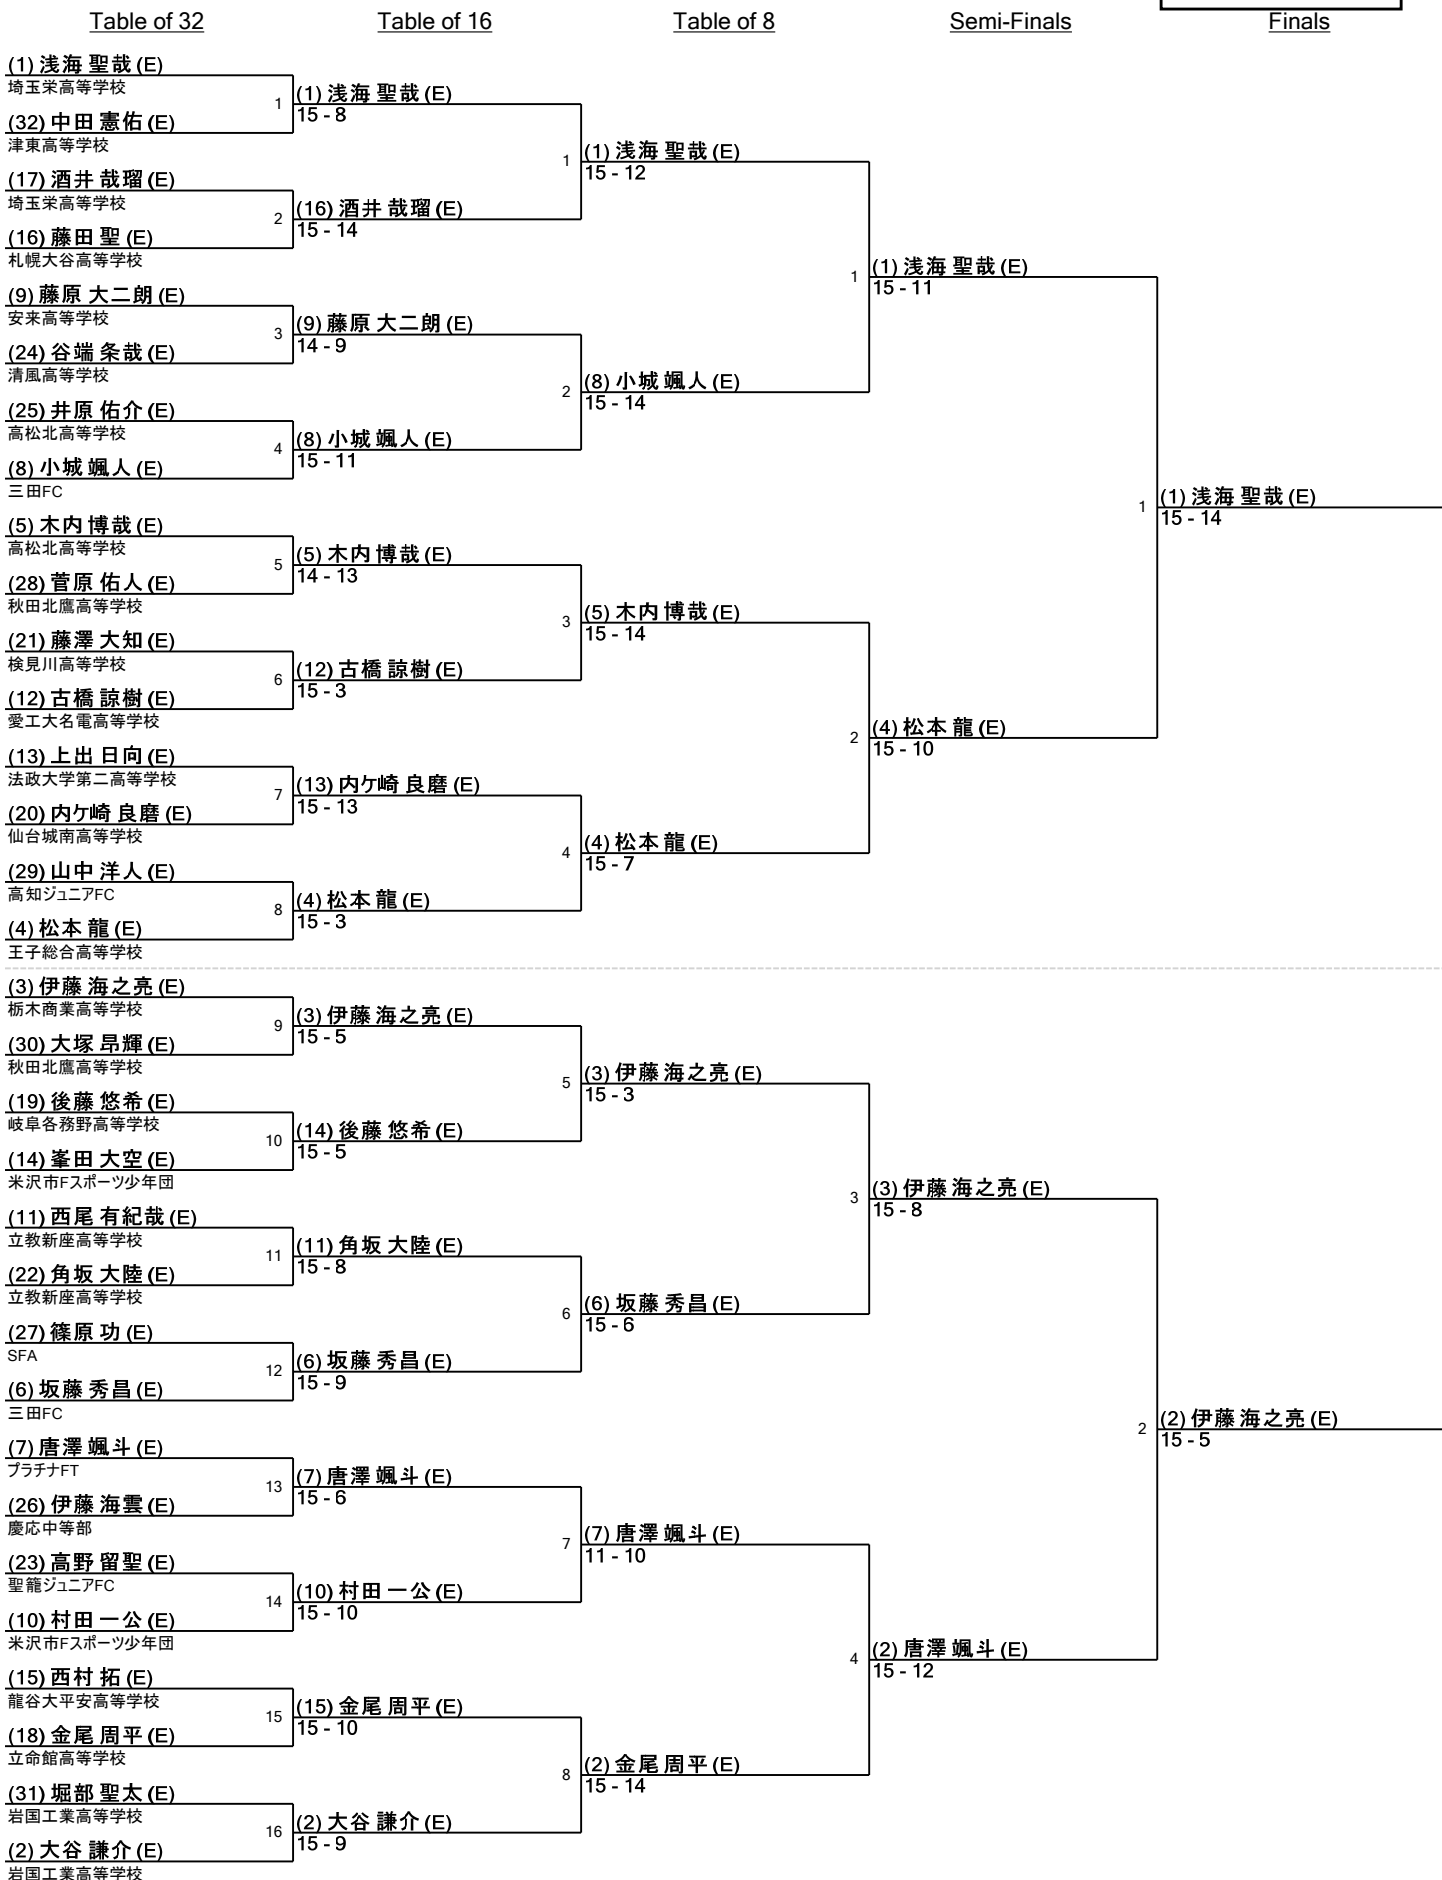 Table of 32
Table of 16
Table of 8
Semi-Finals
Finals
(1) 浅海 聖哉 (E)
埼玉栄高等学校
(32) 中田 憲佑 (E)
津東高等学校
(17) 酒井 哉瑠 (E)
埼玉栄高等学校
(16) 藤田 聖 (E)
札幌大谷高等学校
(9) 藤原 大二朗 (E)
安来高等学校
(24) 谷端 条哉 (E)
清風高等学校
(25) 井原 佑介 (E)
高松北高等学校
(8) 小城 颯人 (E)
三田FC
(5) 木内 博哉 (E)
高松北高等学校
(28) 菅原 佑人 (E)
秋田北鷹高等学校
(21) 藤澤 大知 (E)
検見川高等学校
(12) 古橋 諒樹 (E)
愛工大名電高等学校
(13) 上出 日向 (E)
法政大学第二高等学校
(20) 内ケ崎 良磨 (E)
仙台城南高等学校
(29) 山中 洋人 (E)
高知ジュニアFC
(4) 松本 龍 (E)
王子総合高等学校
(3) 伊藤 海之亮 (E)
栃木商業高等学校
(30) 大塚 昂輝 (E)
秋田北鷹高等学校
(19) 後藤 悠希 (E)
岐阜各務野高等学校
(14) 峯田 大空 (E)
米沢市Fスポーツ少年団
(11) 西尾 有紀哉 (E)
立教新座高等学校
(22) 角坂 大陸 (E)
立教新座高等学校
(27) 篠原 功 (E)
SFA
(6) 坂藤 秀昌 (E)
三田FC
(7) 唐澤 颯斗 (E)
プラチナFT
(26) 伊藤 海雲 (E)
慶応中等部
(23) 高野 留聖 (E)
聖籠ジュニアFC
(10) 村田 一公 (E)
米沢市Fスポーツ少年団
(15) 西村 拓 (E)
龍谷大平安高等学校
(18) 金尾 周平 (E)
立命館高等学校
(31) 堀部 聖太 (E)
岩国工業高等学校
(2) 大谷 謙介 (E)
岩国工業高等学校
1
(1) 浅海 聖哉 (E)
15 - 8
2
(16) 酒井 哉瑠 (E)
15 - 14
3
(9) 藤原 大二朗 (E)
14 - 9
4
(8) 小城 颯人 (E)
15 - 11
5
(5) 木内 博哉 (E)
14 - 13
6
(12) 古橋 諒樹 (E)
15 - 3
7
(13) 内ケ崎 良磨 (E)
15 - 13
8
(4) 松本 龍 (E)
15 - 3
9
(3) 伊藤 海之亮 (E)
15 - 5
10
(14) 後藤 悠希 (E)
15 - 5
11
(11) 角坂 大陸 (E)
15 - 8
12
(6) 坂藤 秀昌 (E)
15 - 9
13
(7) 唐澤 颯斗 (E)
15 - 6
14
(10) 村田 一公 (E)
15 - 10
15
(15) 金尾 周平 (E)
15 - 10
16
(2) 大谷 謙介 (E)
15 - 9
1
(1) 浅海 聖哉 (E)
15 - 12
2
(8) 小城 颯人 (E)
15 - 14
3
(5) 木内 博哉 (E)
15 - 14
4
(4) 松本 龍 (E)
15 - 7
5
(3) 伊藤 海之亮 (E)
15 - 3
6
(6) 坂藤 秀昌 (E)
15 - 6
7
(7) 唐澤 颯斗 (E)
11 - 10
8
(2) 金尾 周平 (E)
15 - 14
1
(1) 浅海 聖哉 (E)
15 - 11
2
(4) 松本 龍 (E)
15 - 10
3
(3) 伊藤 海之亮 (E)
15 - 8
4
(2) 唐澤 颯斗 (E)
15 - 12
1
(1) 浅海 聖哉 (E)
15 - 14
2
(2) 伊藤 海之亮 (E)
15 - 5